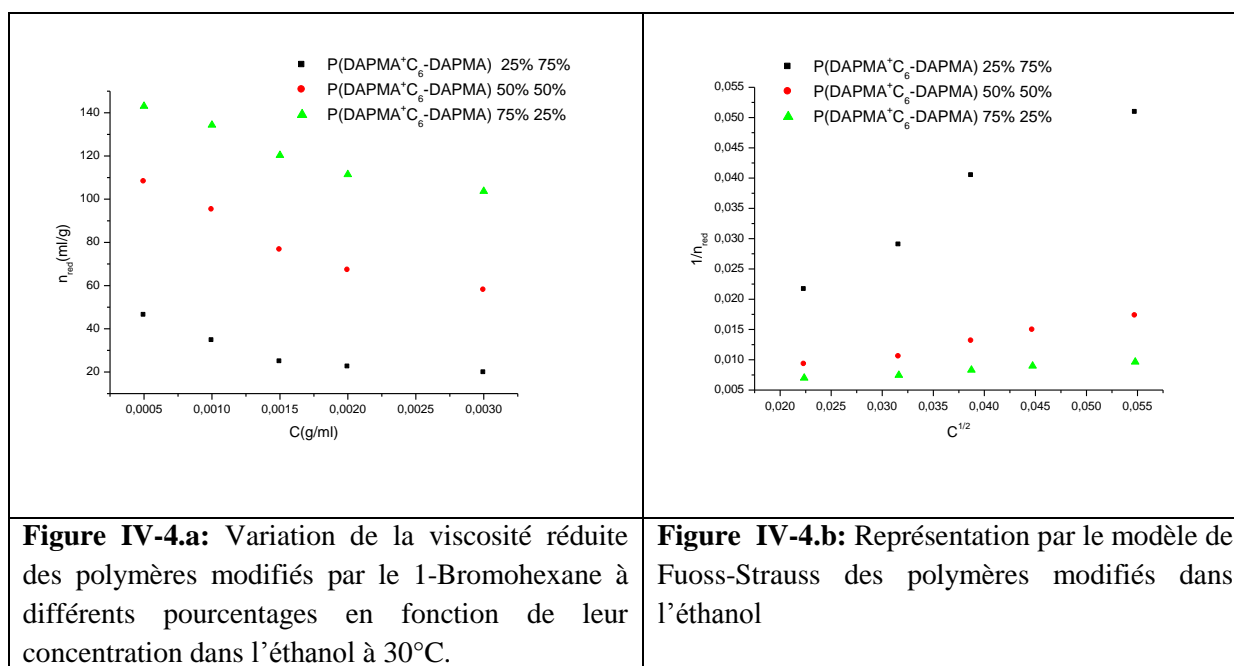 P(DAPMA⁺C₆-DAPMA) 25% 75%
P(DAPMA⁺C₆-DAPMA) 50% 50%
P(DAPMA⁺C₆-DAPMA) 75% 25%
140
120
100
80
60
40
20
n_red(ml/g)
0,0005 0,0010 0,0015 0,0020 0,0025 0,0030
C(g/ml)
P(DAPMA⁺C₆-DAPMA) 25% 75%
P(DAPMA⁺C₆-DAPMA) 50% 50%
P(DAPMA⁺C₆-DAPMA) 75% 25%
0,055
0,050
0,045
0,040
0,035
0,030
0,025
0,020
0,015
0,010
0,005
1/n_red
0,020 0,025 0,030 0,035 0,040 0,045 0,050 0,055
C^1/2
Figure IV-4.a: Variation de la viscosité réduite
des polymères modifiés par le 1-Bromohexane à
différents pourcentages en fonction de leur
concentration dans l’éthanol à 30°C.
Figure IV-4.b: Représentation par le modèle de
Fuoss-Strauss des polymères modifiés dans
l’éthanol